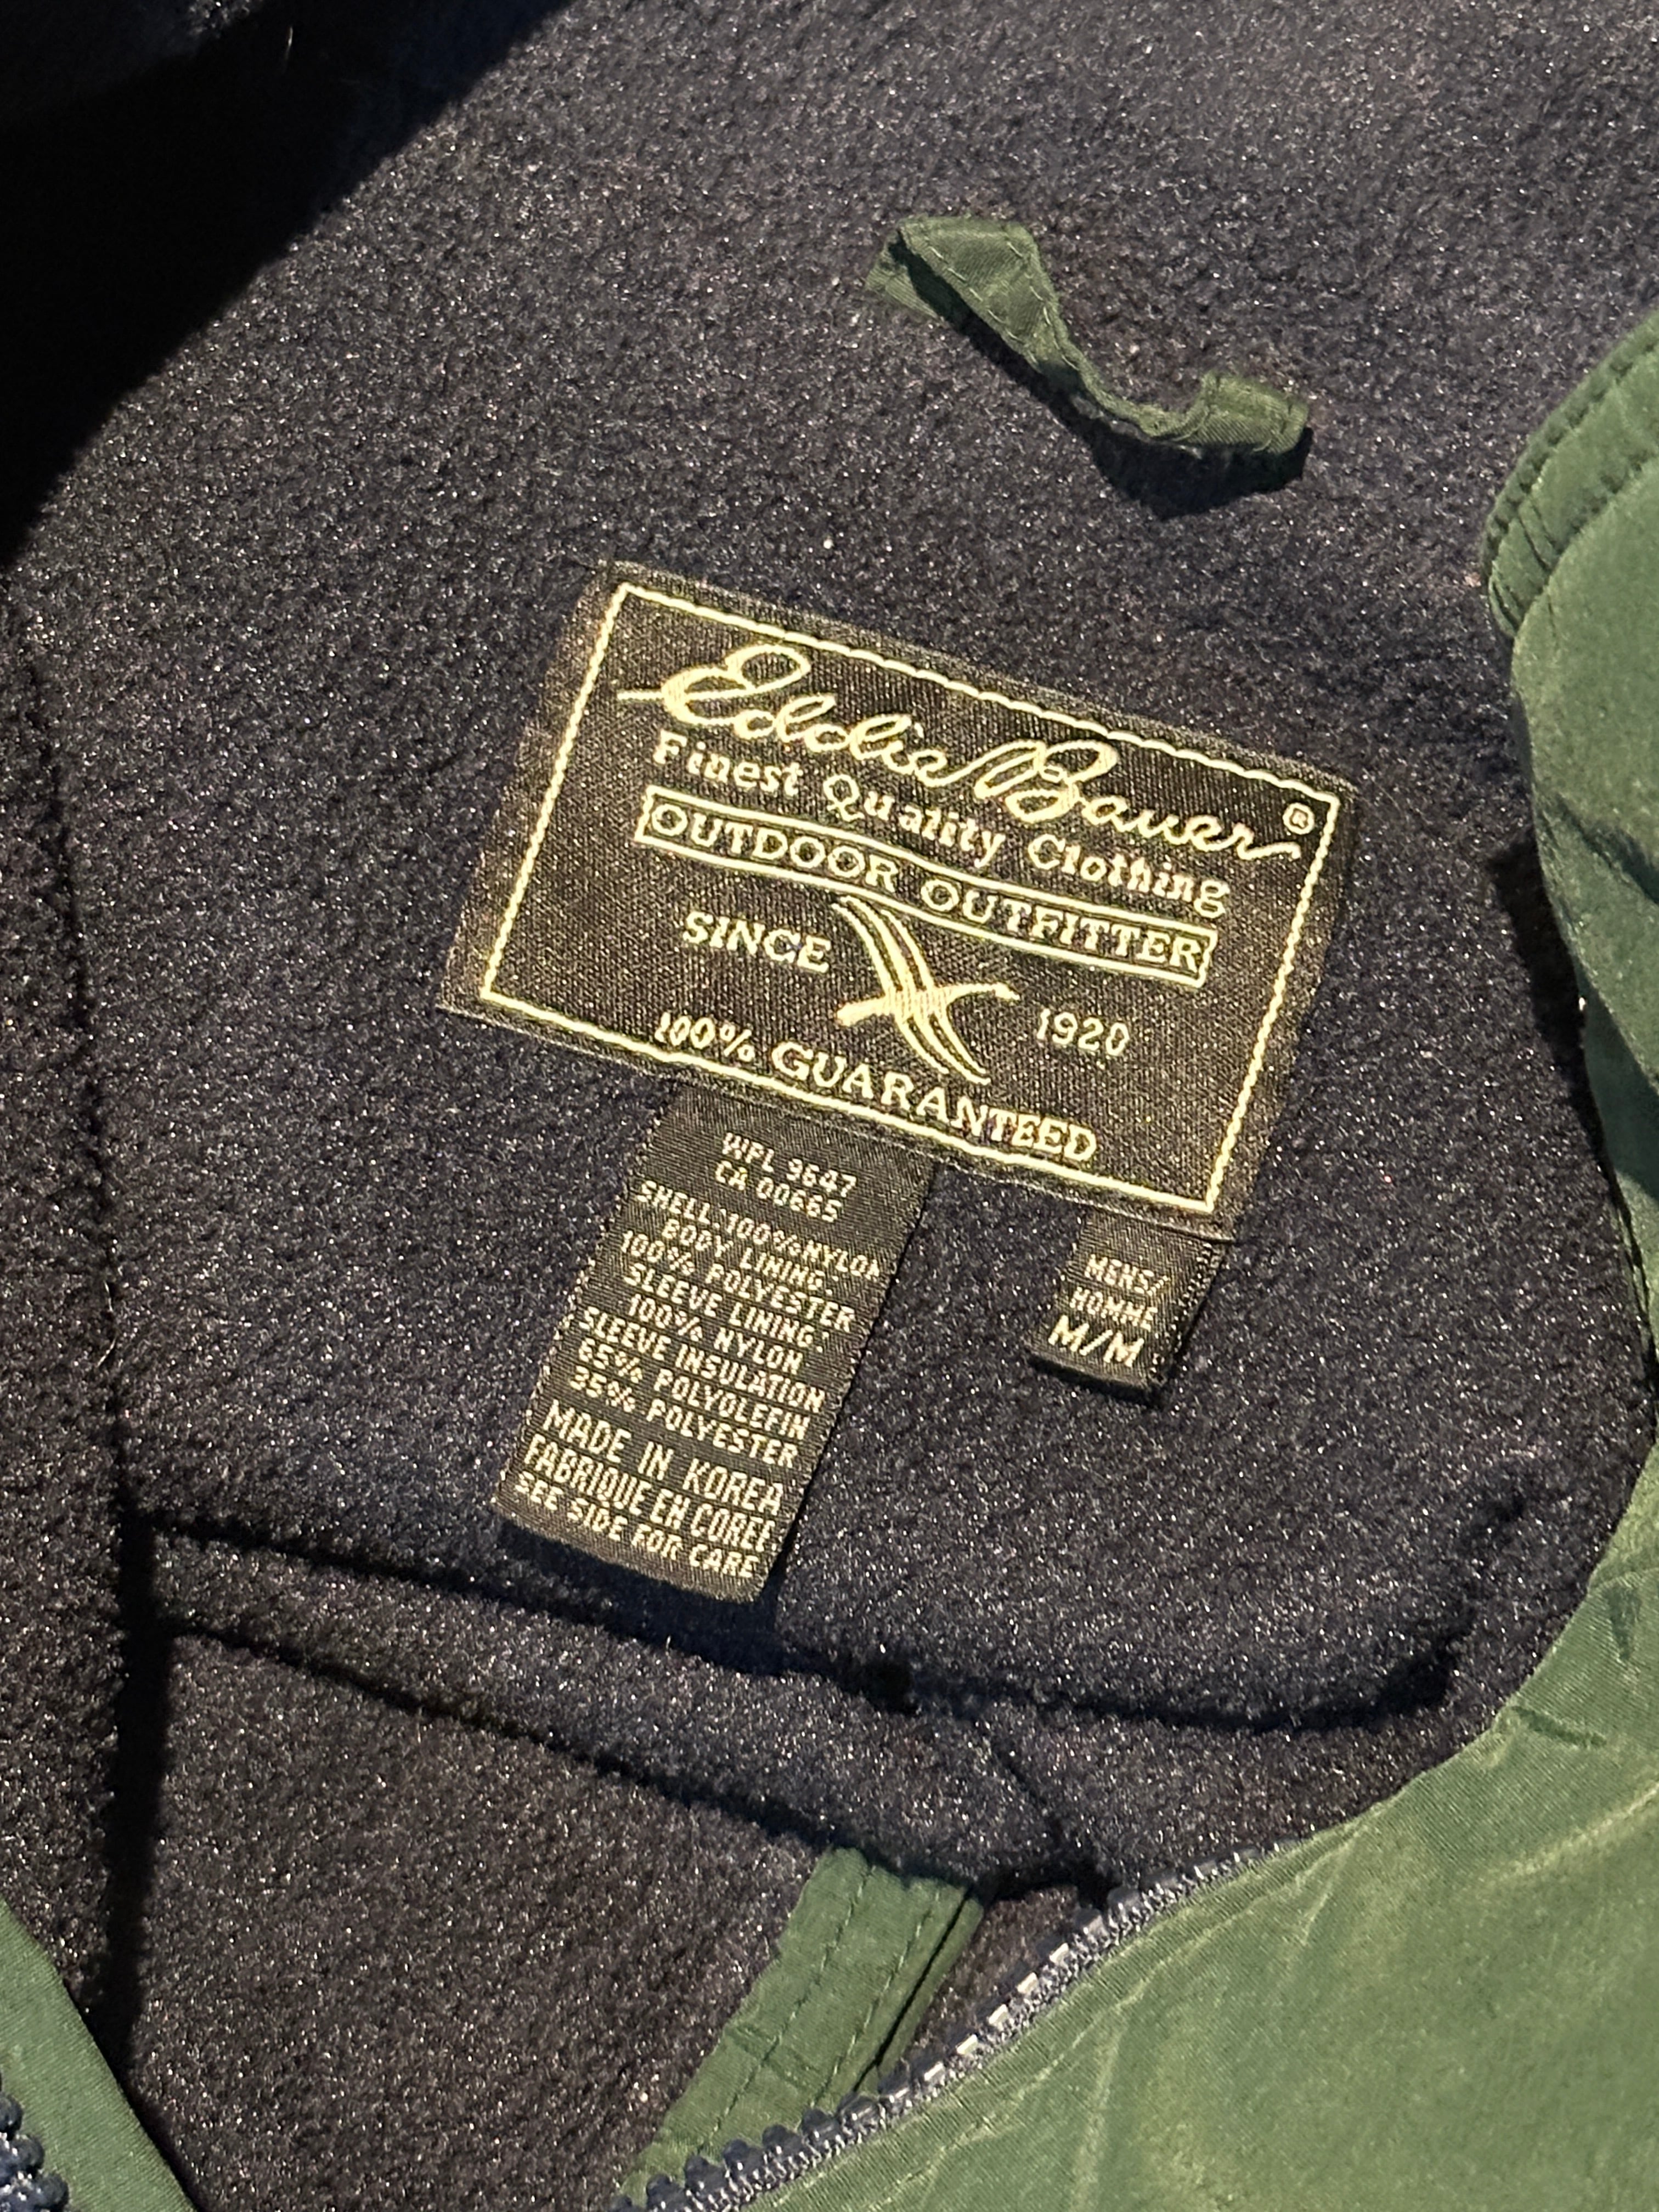 Eddie Bauer®
Finest Quality Clothing
OUTDOOR OUTFITTER
SINCE 1920
100% GUARANTEED
WPL 9647
CA 00665
SHELL:100%NYLON
BODY LINING:
100% POLYESTER
SLEEVE LINING:
100% NYLON
SLEEVE INSULATION
65% POLYOLEFIN
35% POLYESTER
MADE IN KOREA
FABRIQUE EN COREE
SEE SIDE FOR CARE
MENS/
HOMME
M/M